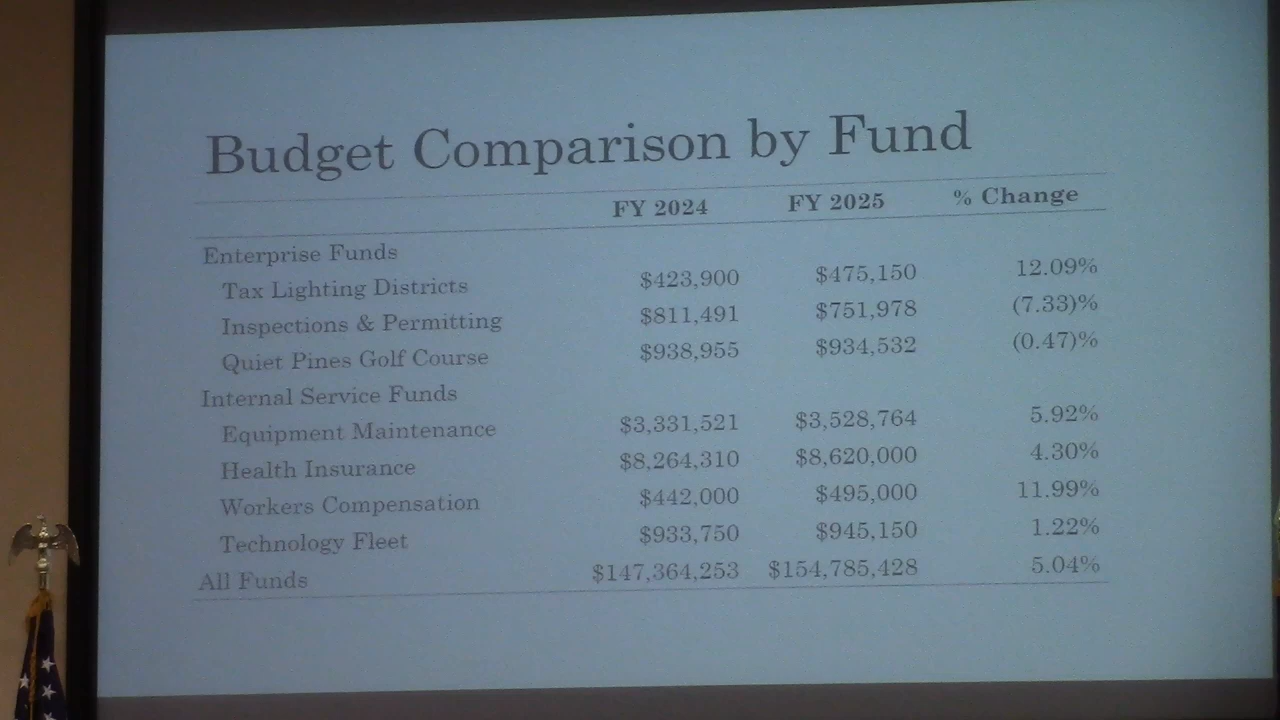 Budget Comparison by Fund
FY 2024 FY 2025 % Change
Enterprise Funds
Tax Lighting Districts $423,900 $475,150 12.09%
Inspections & Permitting $811,491 $751,978 (7.33)%
Quiet Pines Golf Course $938,955 $934,532 (0.47)%
Internal Service Funds
Equipment Maintenance $3,331,521 $3,528,764 5.92%
Health Insurance $8,264,310 $8,620,000 4.30%
Workers Compensation $442,000 $495,000 11.99%
Technology Fleet $933,750 $945,150 1.22%
All Funds $147,364,253 $154,785,428 5.04%